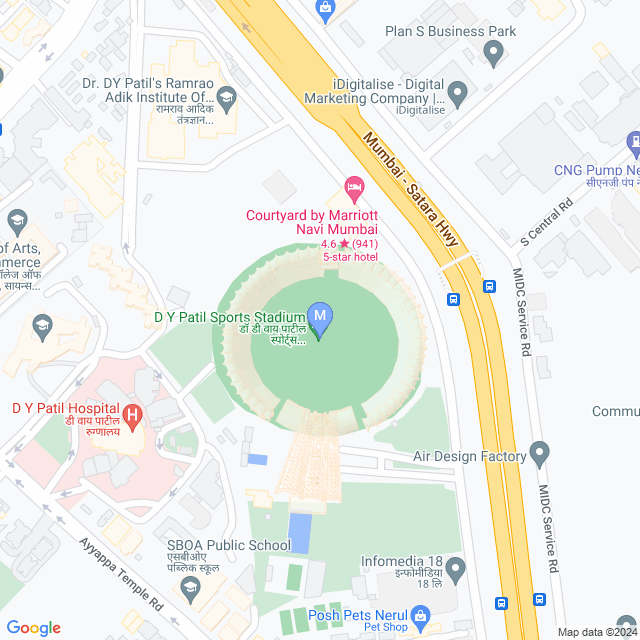 Plan S Business Park
iDigitalise - Digital
Marketing Company |...
iDigitalise
Dr. DY Patil's Ramrao
Adik Institute Of...
रामराव आदिक
तंत्रज्ञान...
Mumbai - Satara Hwy
CNG Pump Ne
सीएनजी पंप ने
S Central Rd
Courtyard by Marriott
Navi Mumbai
4.6 ★ (941)
5-star hotel
of Arts,
mmerce
कॉलेज ऑफ
, सायन्स...
MIDC Service Rd
M
D Y Patil Sports Stadium
डॉ डी वाय पाटील
स्पोर्ट्स...
D Y Patil Hospital
डी वाय पाटील
रुग्णालय
H
Commu
Air Design Factory
MIDC Service Rd
SBOA Public School
एसबीओए
पब्लिक स्कूल
Ayyappa Temple Rd
Infomedia 18
इन्फोमीडिया
18 लि
Posh Pets Nerul
Pet Shop
Google
Map data ©2024